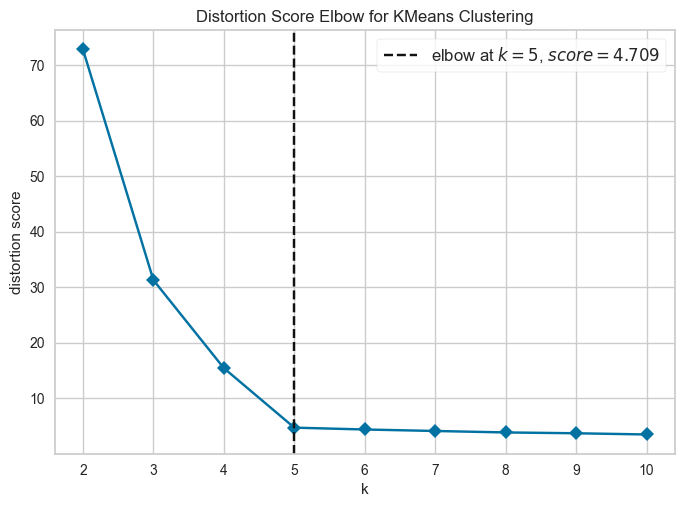 Distortion Score Elbow for KMeans Clustering
elbow at k = 5, score = 4.709
distortion score
70
60
50
40
30
20
10
2 3 4 5 6 7 8 9 10
k